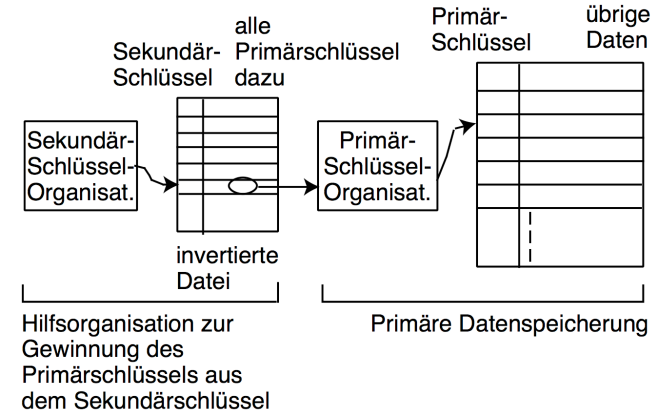 Sekundär-
Schlüssel
alle
Primärschlüssel
dazu
Primär-
Schlüssel
übrige
Daten
Sekundär-
Schlüssel-
Organisat.
Primär-
Schlüssel-
Organisat.
invertierte
Datei
Hilfsorganisation zur
Gewinnung des
Primärschlüssels aus
dem Sekundärschlüssel
Primäre Datenspeicherung